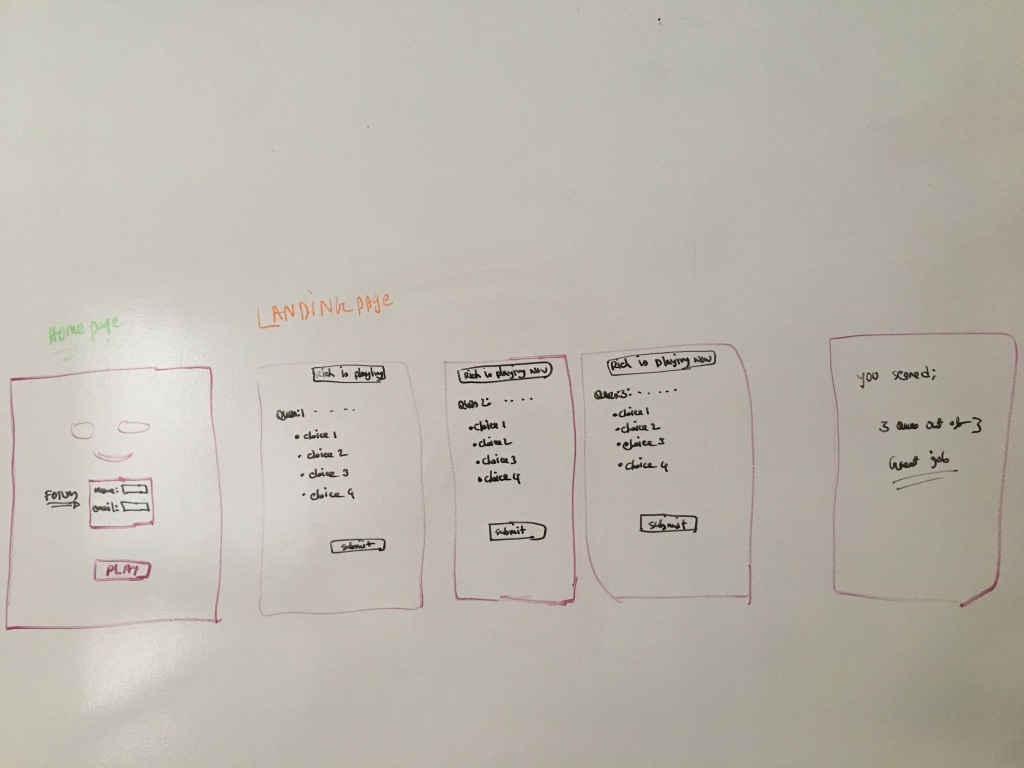 Home page
LANDING PAGE
Form
Name:
email:
PLAY
Rich is playing
Ques:1 - - - -
• choice 1
• choice 2
• choice 3
• choice 4
submit
Rich is playing now
Ques 2: ....
• choice 1
• choice 2
• choice 3
• choice 4
submit
Rich is playing now
Ques3: ......
• choice 1
• choice 2
• choice 3
• choice 4
submit
you scored;
3 Ques out of 3
Great job